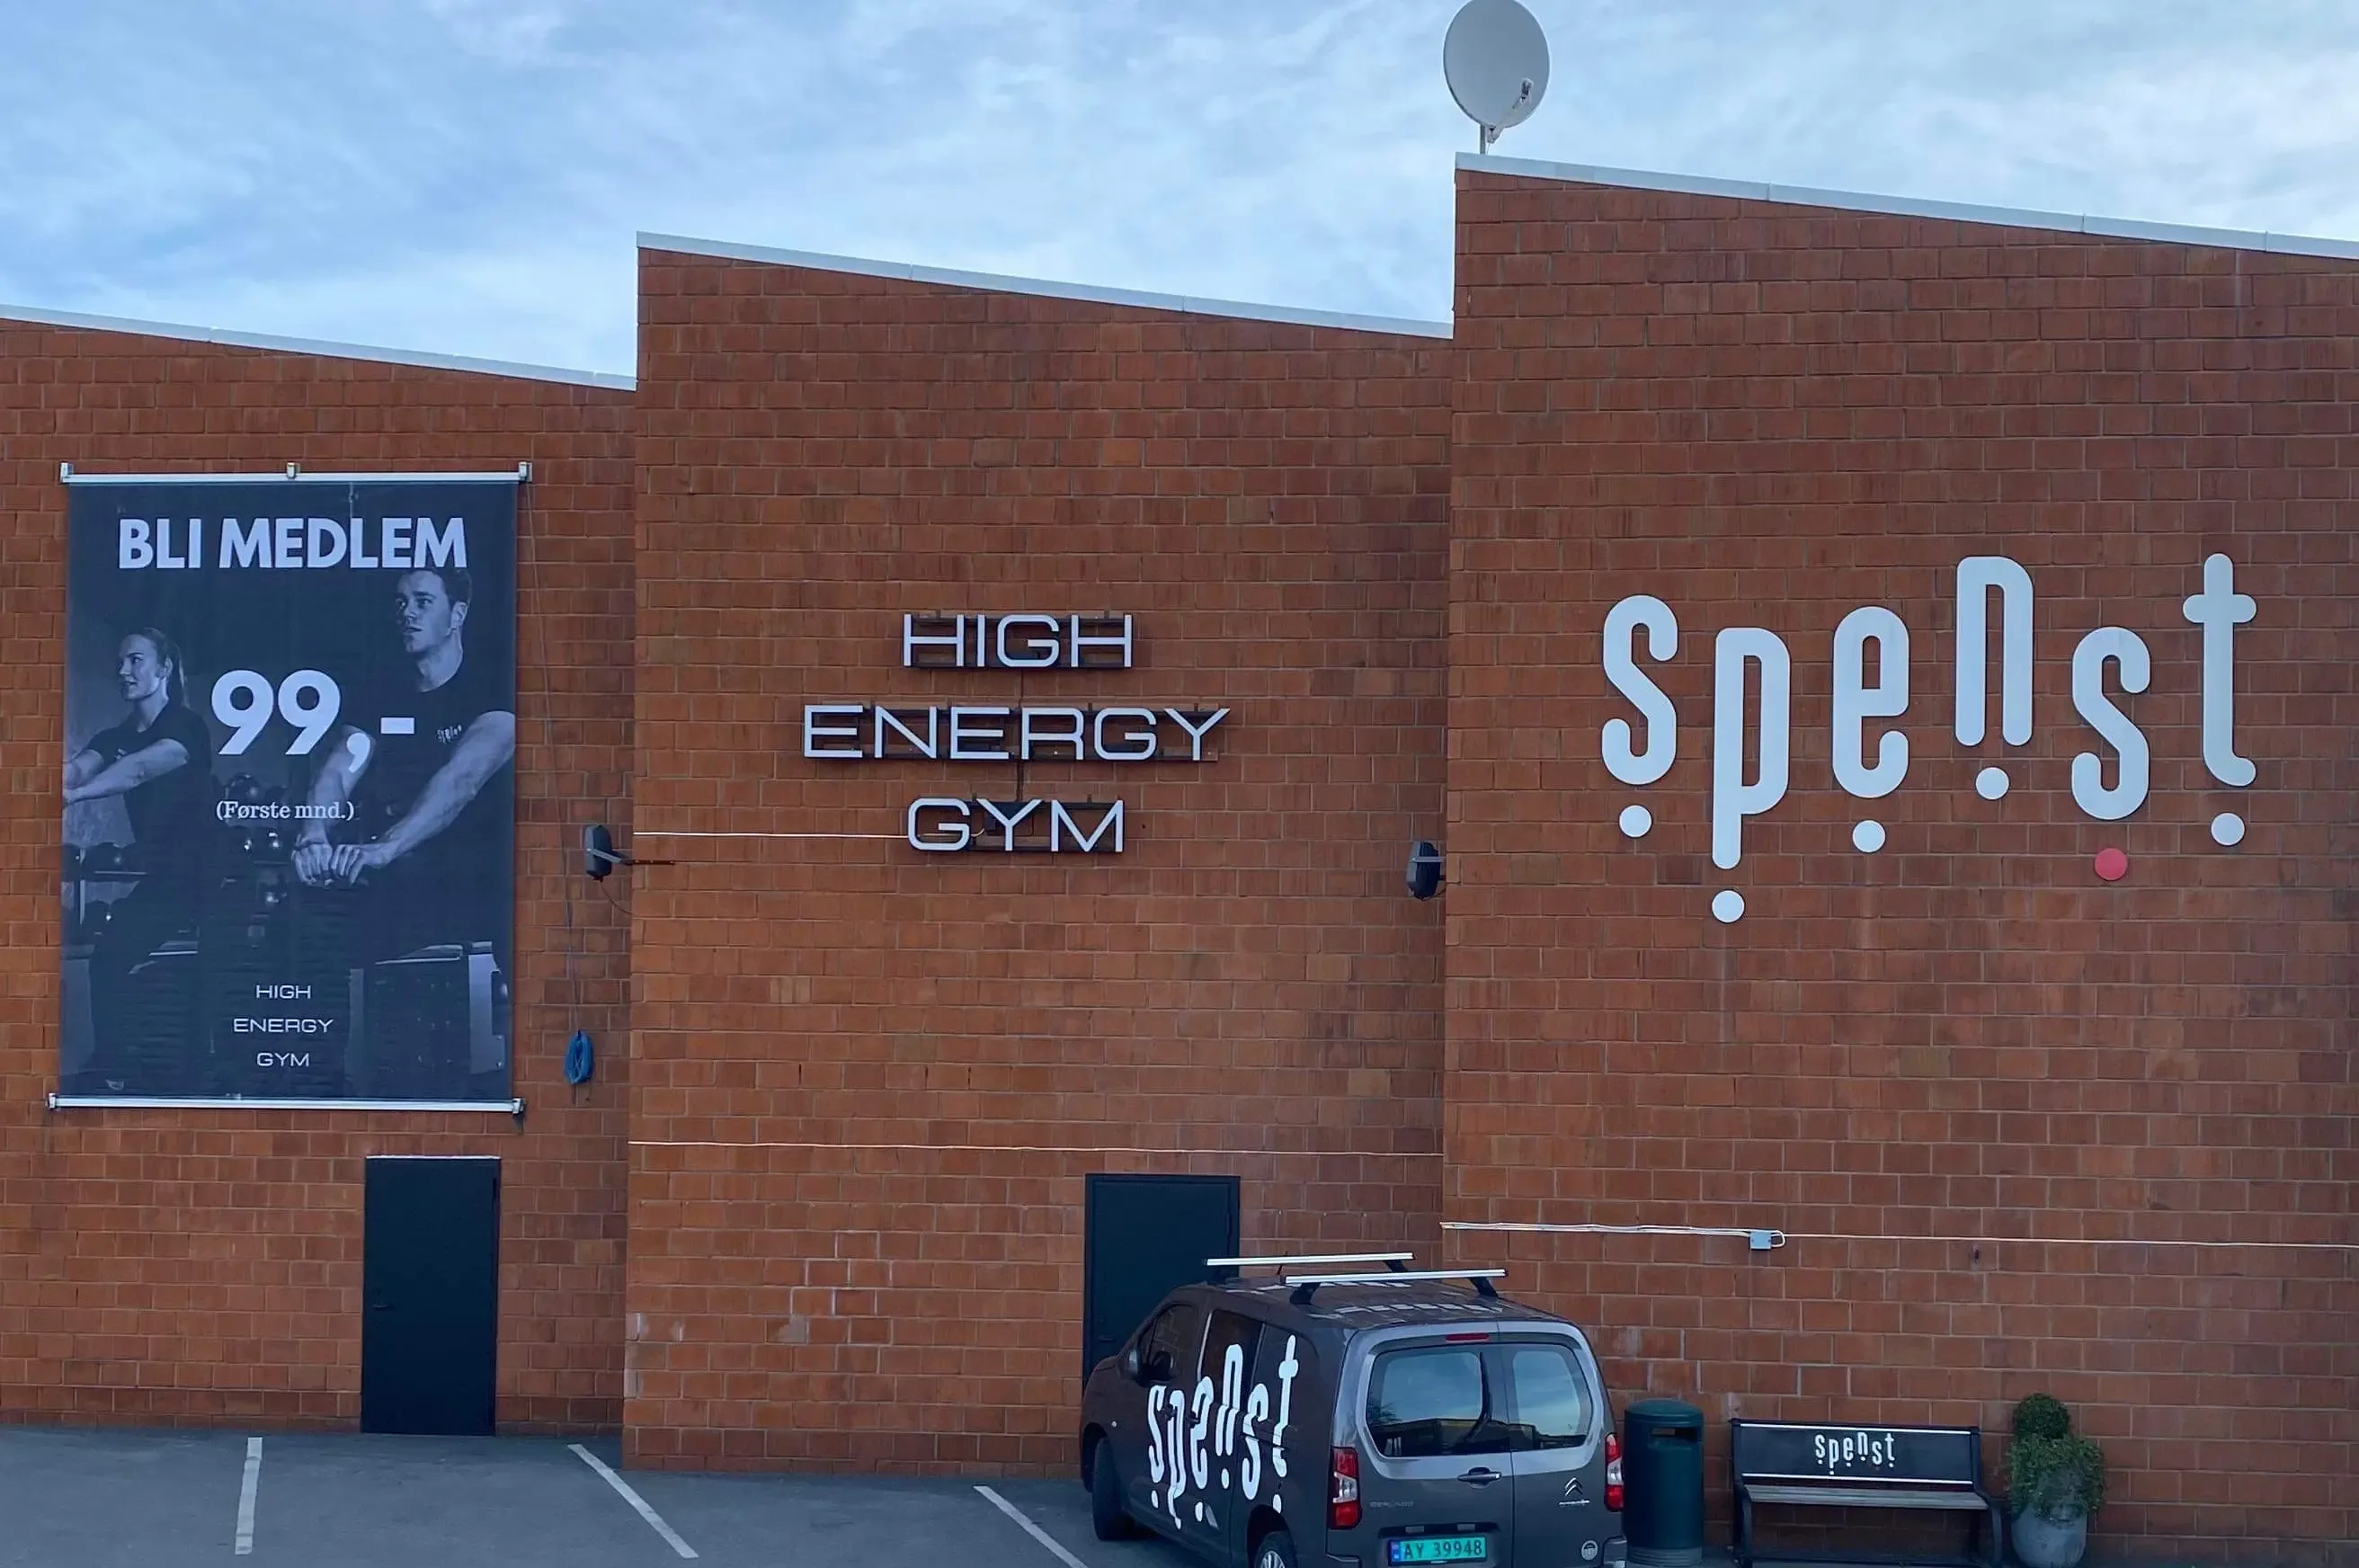 BLI MEDLEM
99,-
(Første mnd.)
HIGH
ENERGY
GYM
HIGH
ENERGY
GYM
spenst
spenst
AY 39948
spenst